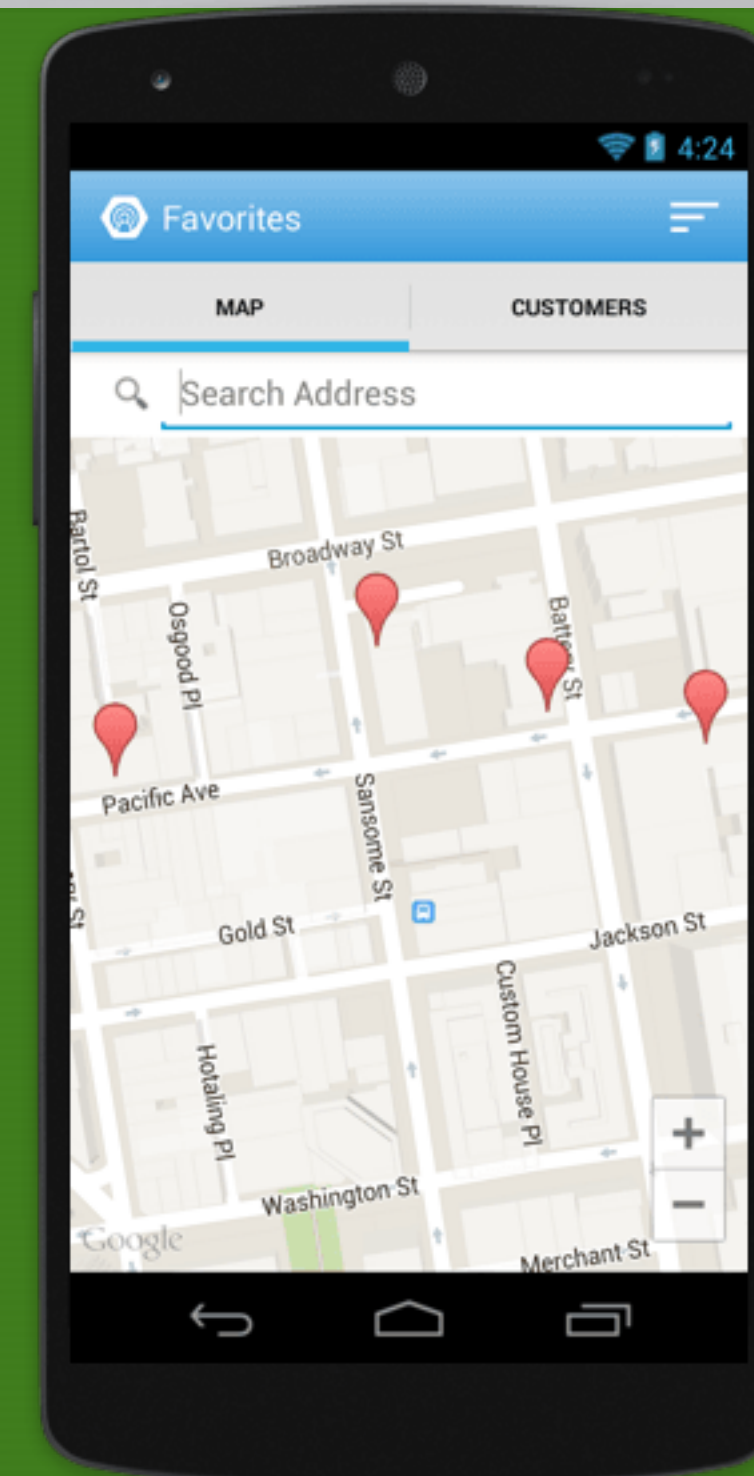 4:24
Favorites
MAP
CUSTOMERS
Search Address
Bartol St
Broadway St
Osgood Pl
Battery St
Pacific Ave
Sansome St
St
Gold St
Jackson St
Custom House Pl
Hotaling Pl
Washington St
Google
Merchant St